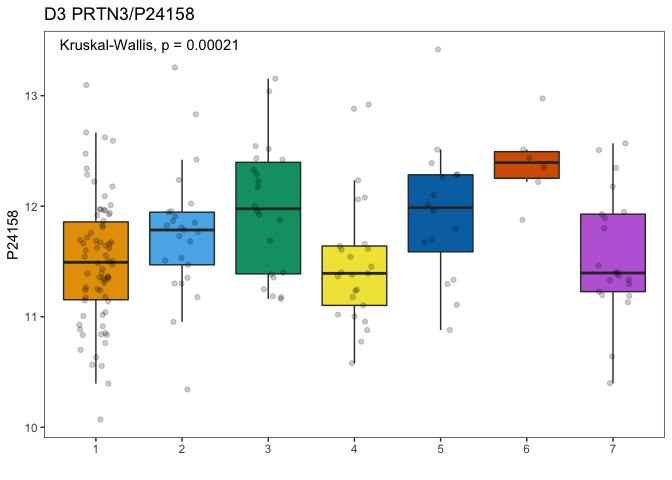 D3 PRTN3/P24158
Kruskal-Wallis, p = 0.00021
13
12
11
10
P24158
1 2 3 4 5 6 7